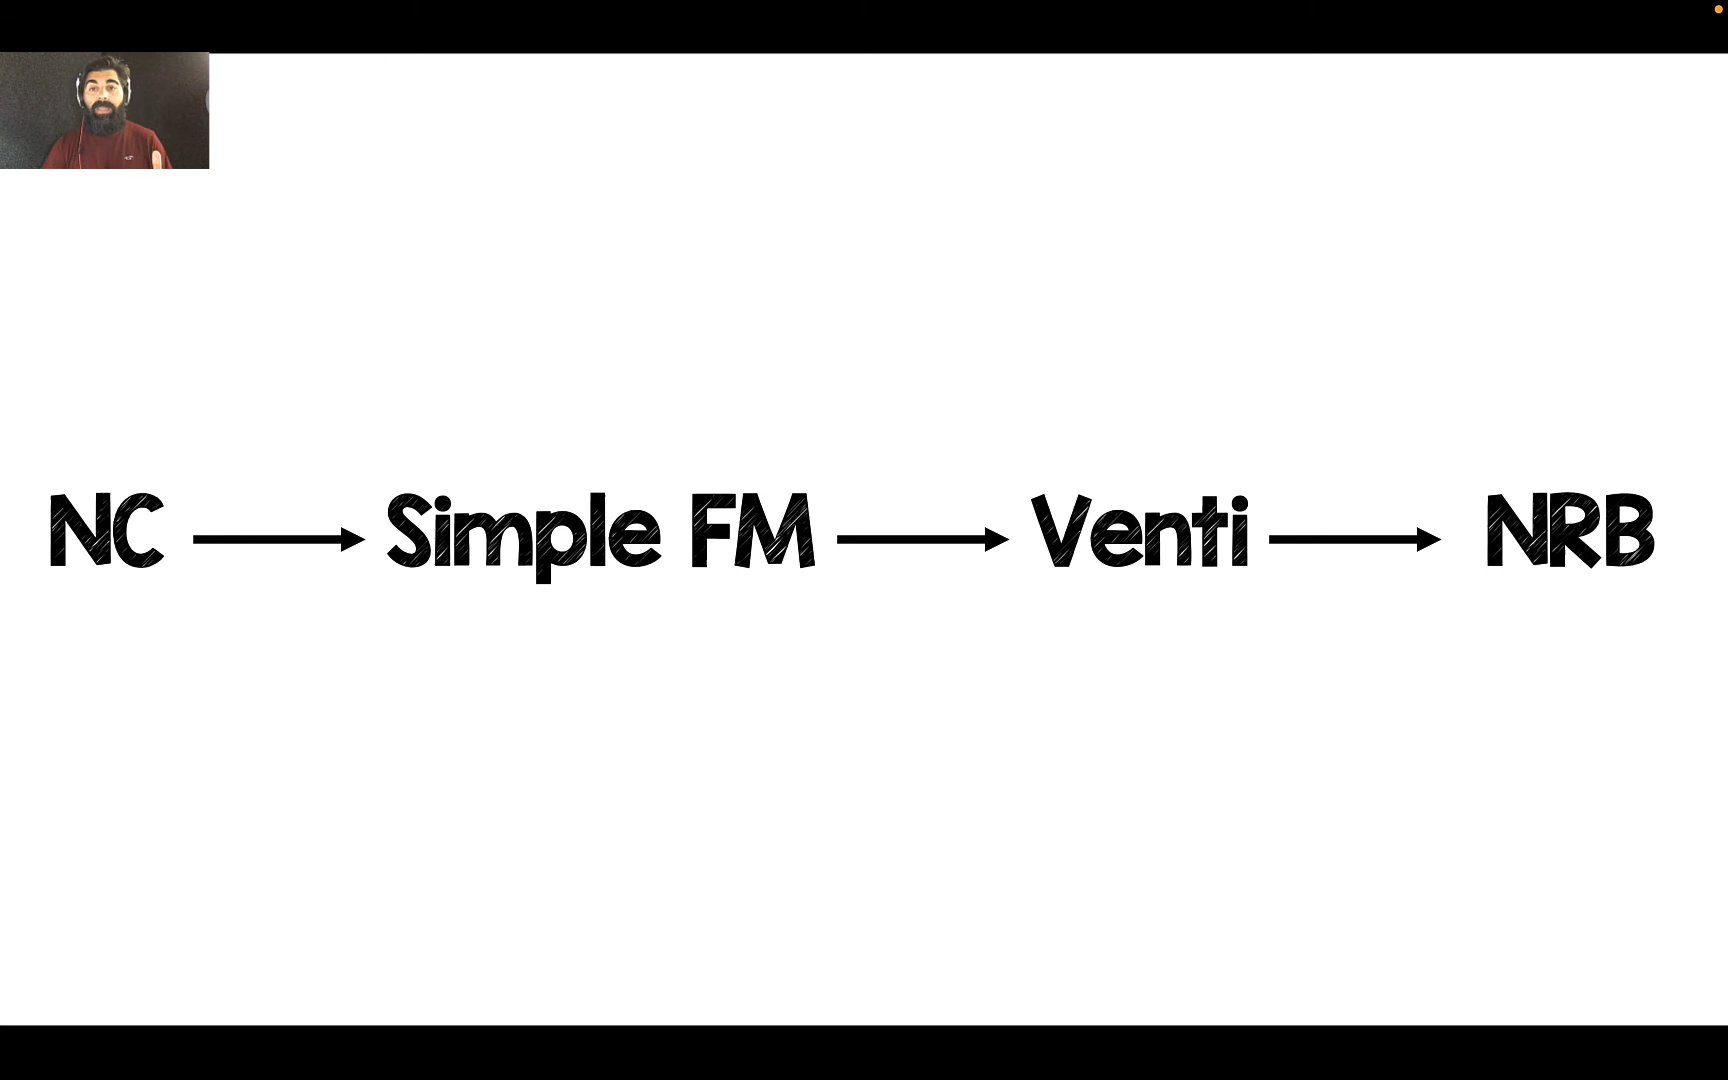 NC → Simple FM → Venti → NRB